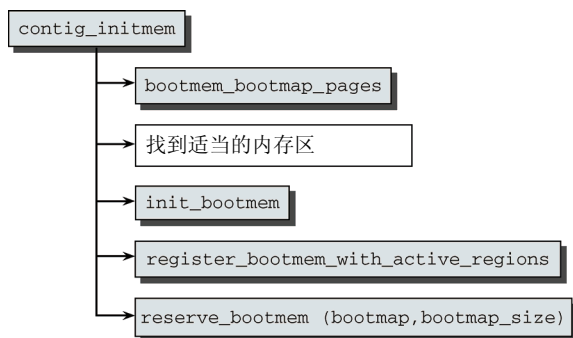 contig_initmem
bootmem_bootmap_pages
找到适当的内存区
init_bootmem
register_bootmem_with_active_regions
reserve_bootmem (bootmap,bootmap_size)